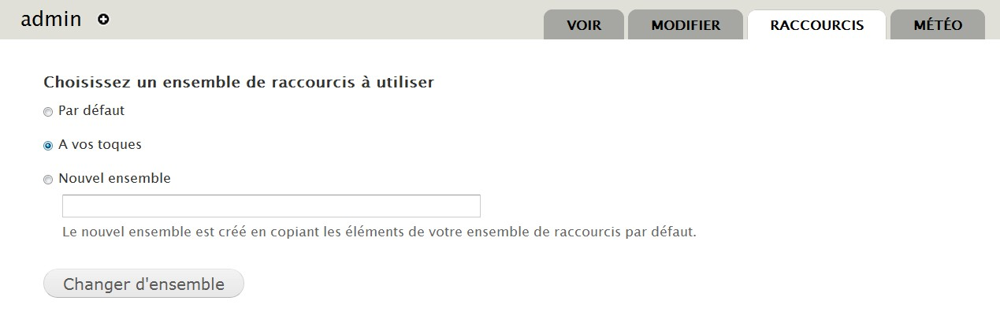 admin
VOIR
MODIFIER
RACCOURCIS
MÉTÉO
Choisissez un ensemble de raccourcis à utiliser
Par défaut
A vos toques
Nouvel ensemble
Le nouvel ensemble est créé en copiant les éléments de votre ensemble de raccourcis par défaut.
Changer d'ensemble